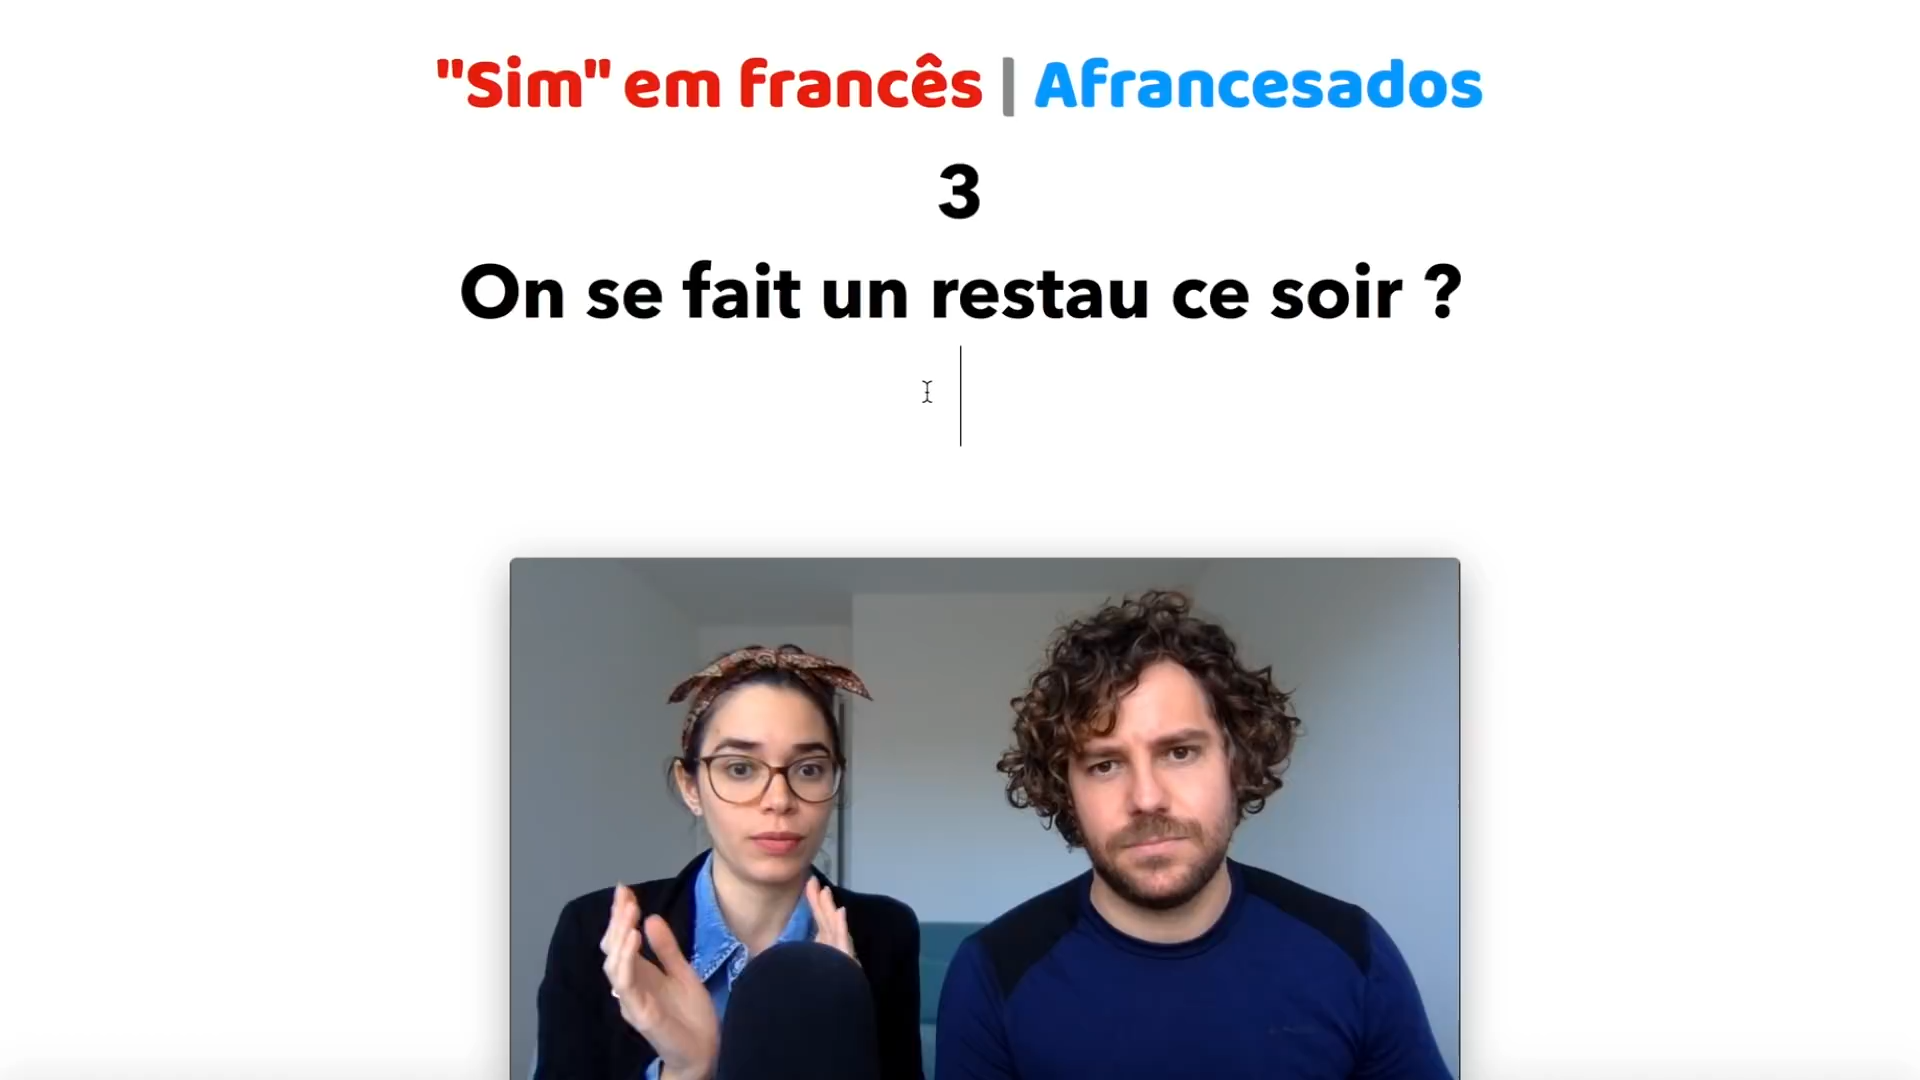 "Sim" em francês | Afrancesados
3
On se fait un restau ce soir ?